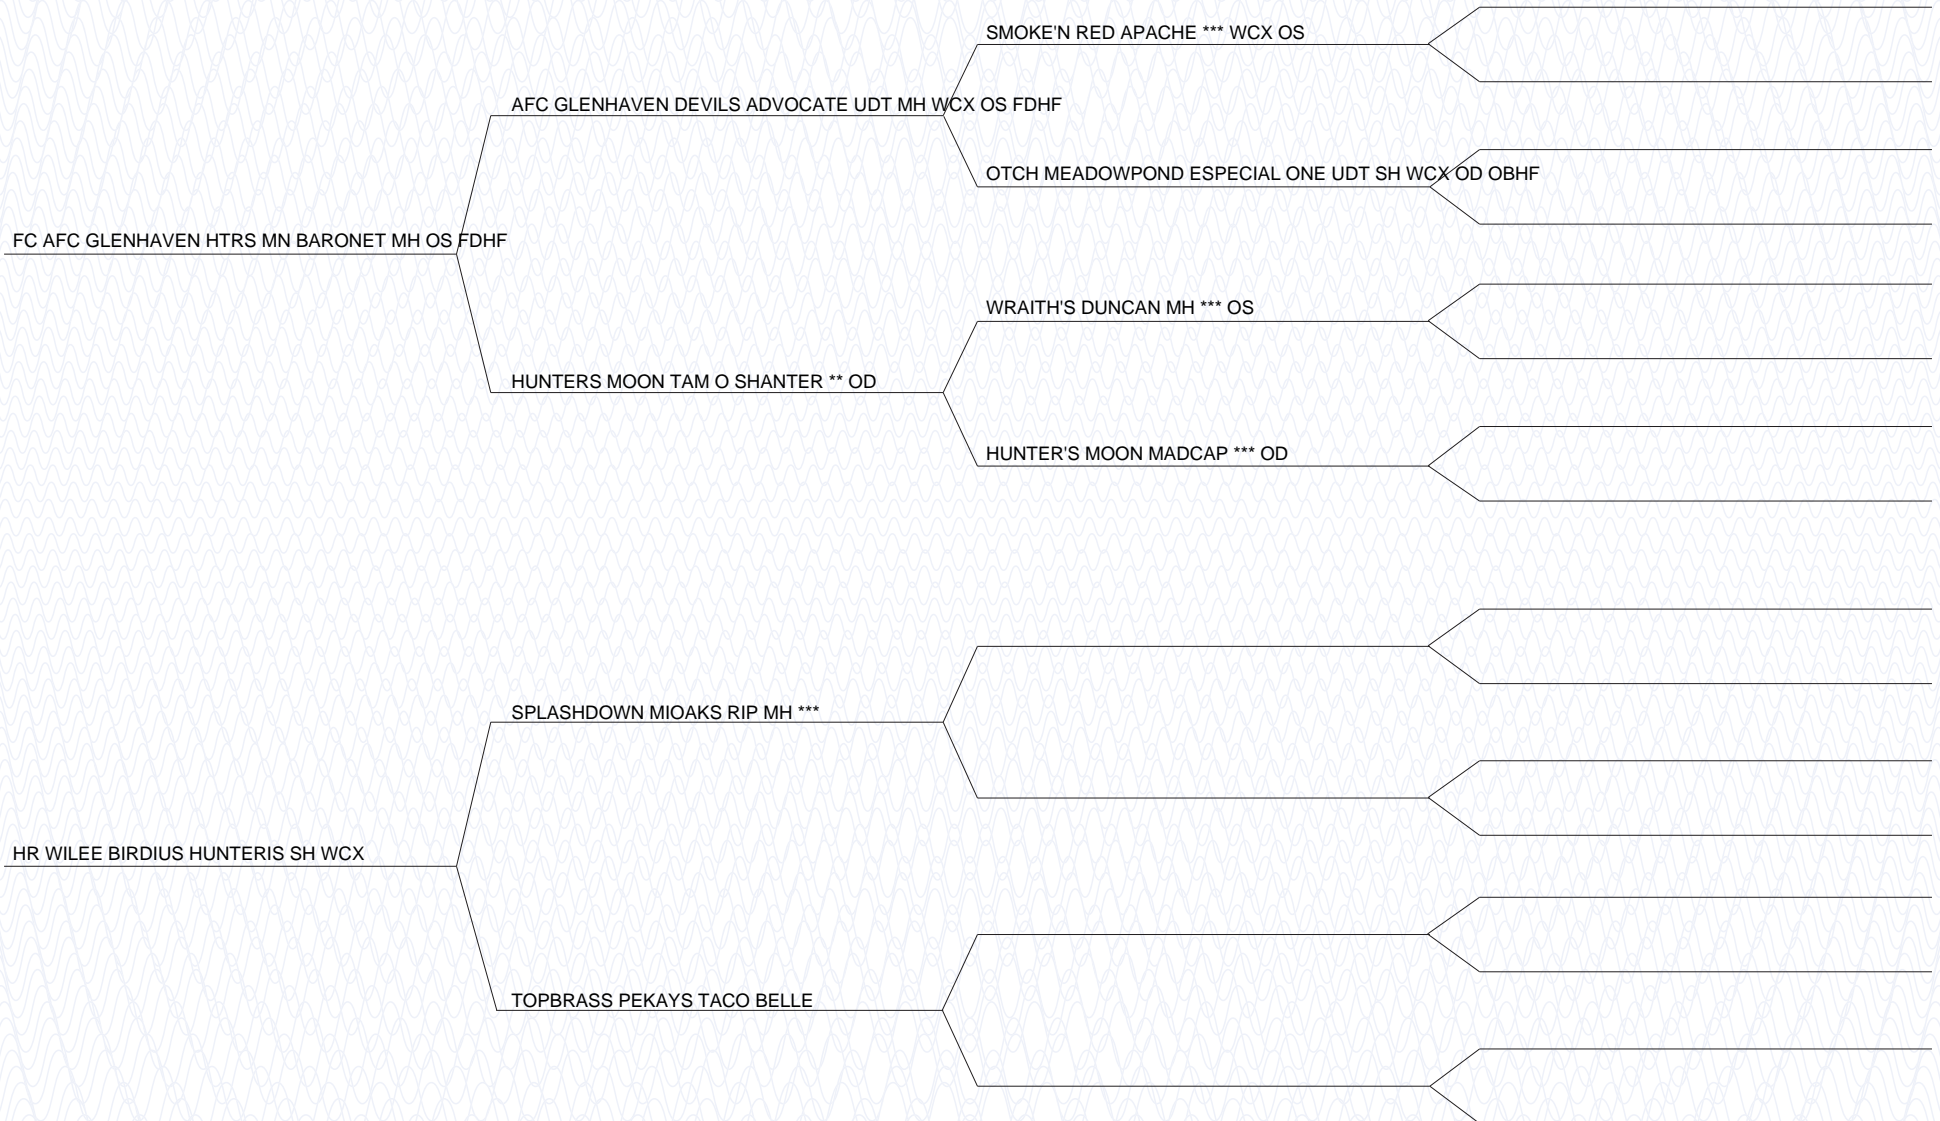 SMOKE'N RED APACHE *** WCX OS
AFC GLENHAVEN DEVILS ADVOCATE UDT MH WCX OS FDHF
OTCH MEADOWPOND ESPECIAL ONE UDT SH WCX OD OBHF
FC AFC GLENHAVEN HTRS MN BARONET MH OS FDHF
WRAITH'S DUNCAN MH *** OS
HUNTERS MOON TAM O SHANTER ** OD
HUNTER'S MOON MADCAP *** OD
SPLASHDOWN MIOAKS RIP MH ***
HR WILEE BIRDIUS HUNTERIS SH WCX
TOPBRASS PEKAYS TACO BELLE